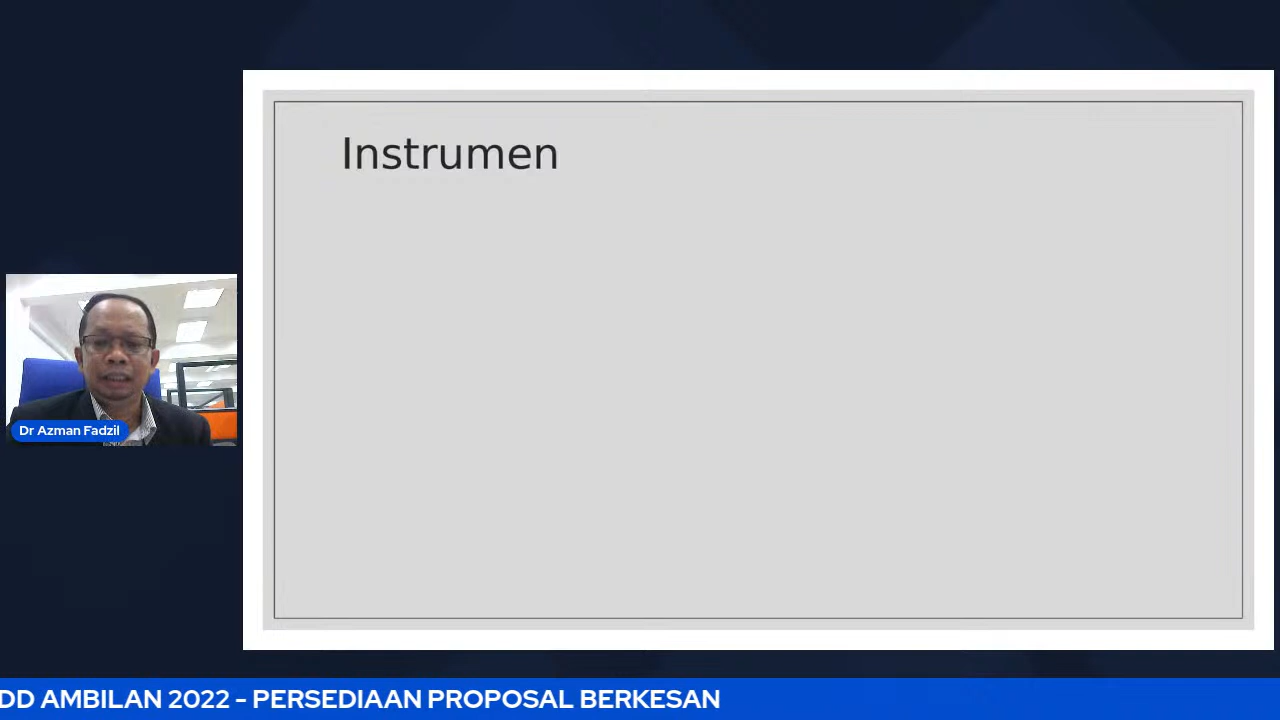 Instrumen
Dr Azman Fadzil
DD AMBILAN 2022 - PERSEDIAAN PROPOSAL BERKESAN